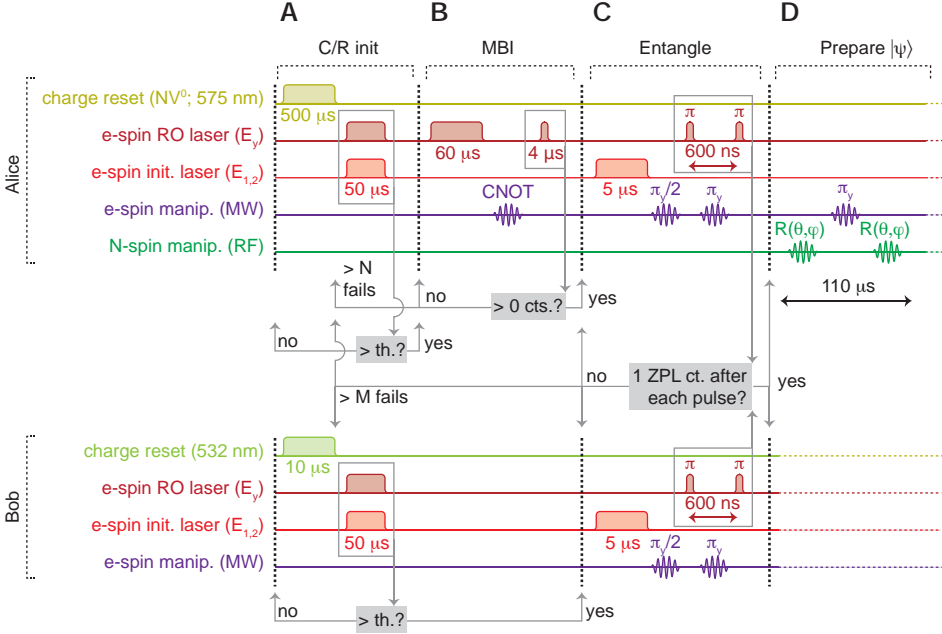 A B C D
C/R init MBI Entangle Prepare |ψ⟩
Alice
charge reset (NV⁰; 575 nm)
500 μs
e-spin RO laser (Ey)
60 μs
4 μs
π π
600 ns
e-spin init. laser (E1,2)
50 μs
5 μs
e-spin manip. (MW)
CNOT
πy/2 πy
πy
N-spin manip. (RF)
R(θ,φ) R(θ,φ)
110 μs
> N
fails
no
> 0 cts.?
yes
no
> th.?
yes
> M fails
no
1 ZPL ct. after
each pulse?
yes
Bob
charge reset (532 nm)
10 μs
e-spin RO laser (Ey)
π π
600 ns
e-spin init. laser (E1,2)
50 μs
5 μs
e-spin manip. (MW)
πy/2 πy
no
> th.?
yes